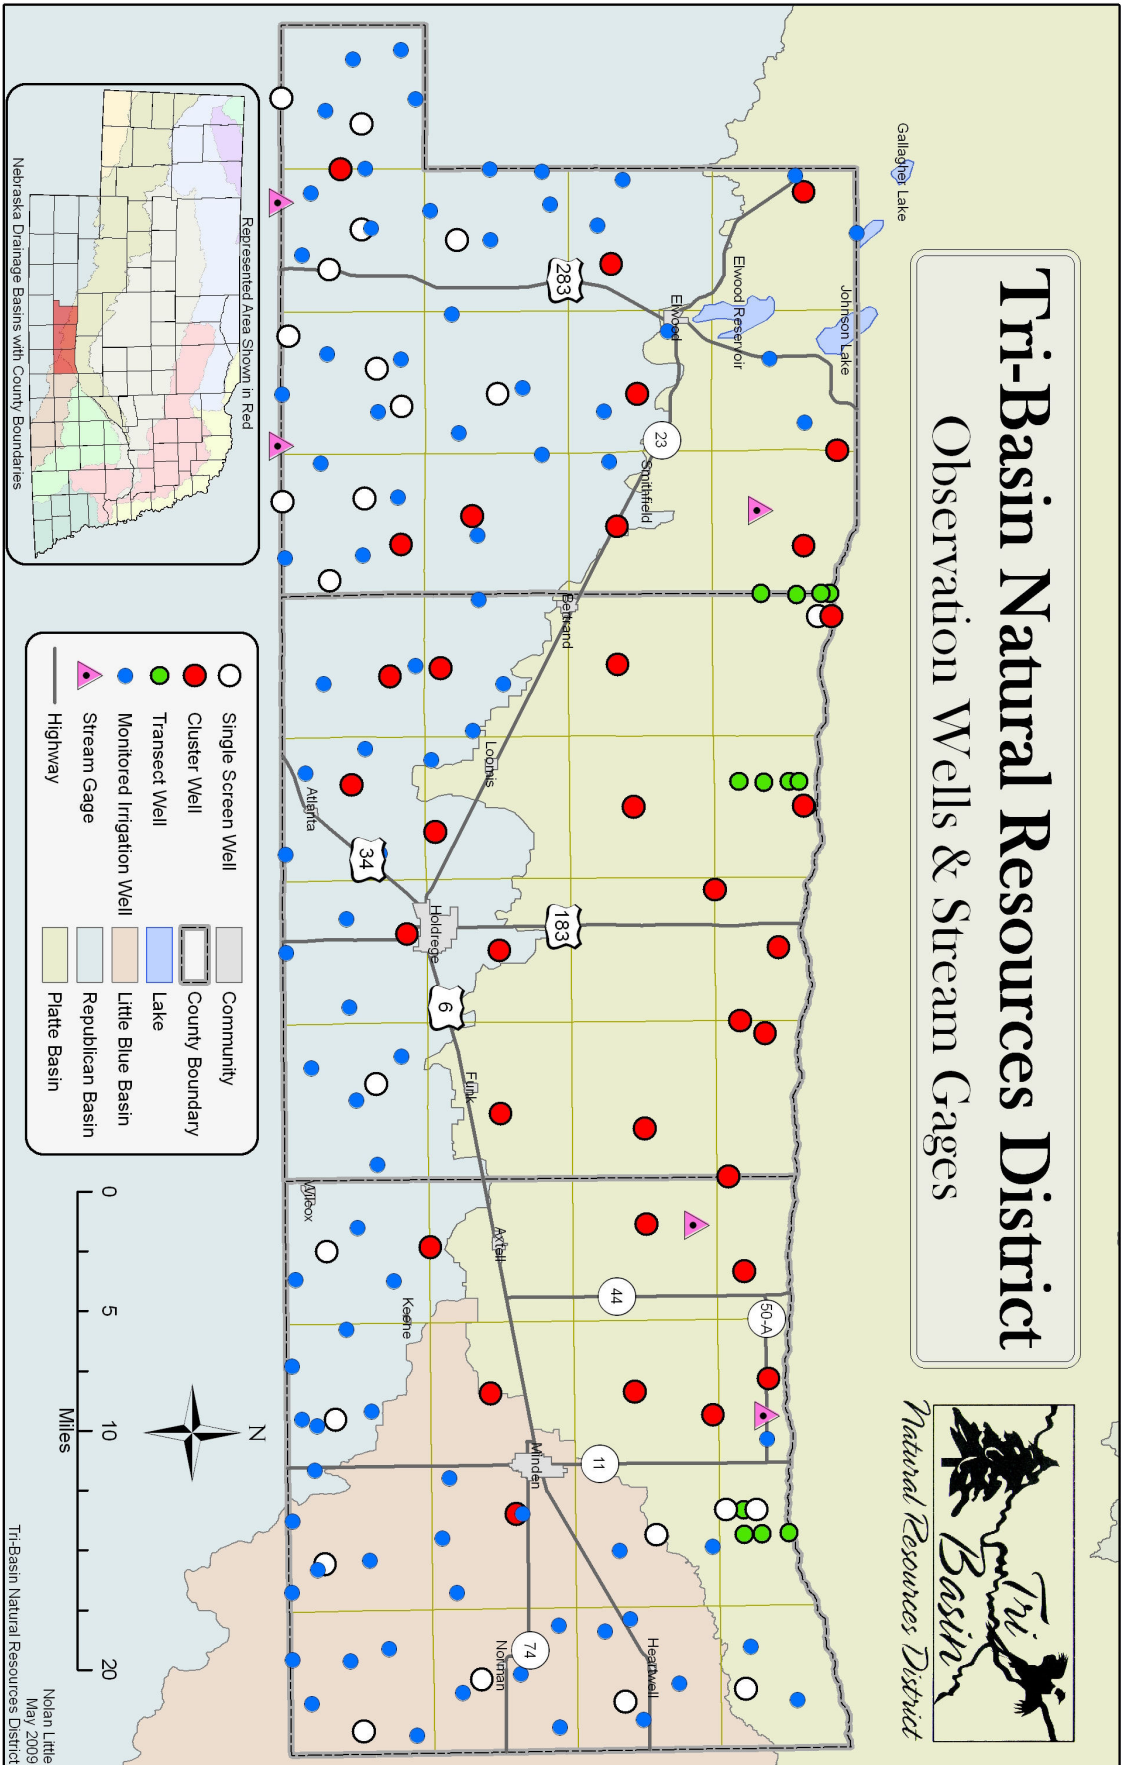 Tri-Basin Natural Resources District
Observation Wells & Stream Gages
Tri
Basin
Natural Resources District
Gallagher Lake
Johnson Lake
Elwood Reservoir
Elwood
283
23
Smithfield
Bertrand
Loomis
Atlanta
34
Holdrege
183
6
Funk
Wilcox
Axtell
Keene
44
50-A
Minden
11
74
Norman
Heartwell
Represented Area Shown in Red
Nebraska Drainage Basins with County Boundaries
Single Screen Well
Cluster Well
Transect Well
Monitored Irrigation Well
Stream Gage
Highway
Community
County Boundary
Lake
Little Blue Basin
Republican Basin
Platte Basin
0 5 10 20
Miles
N
Nolan Little
May 2009
Tri-Basin Natural Resources District